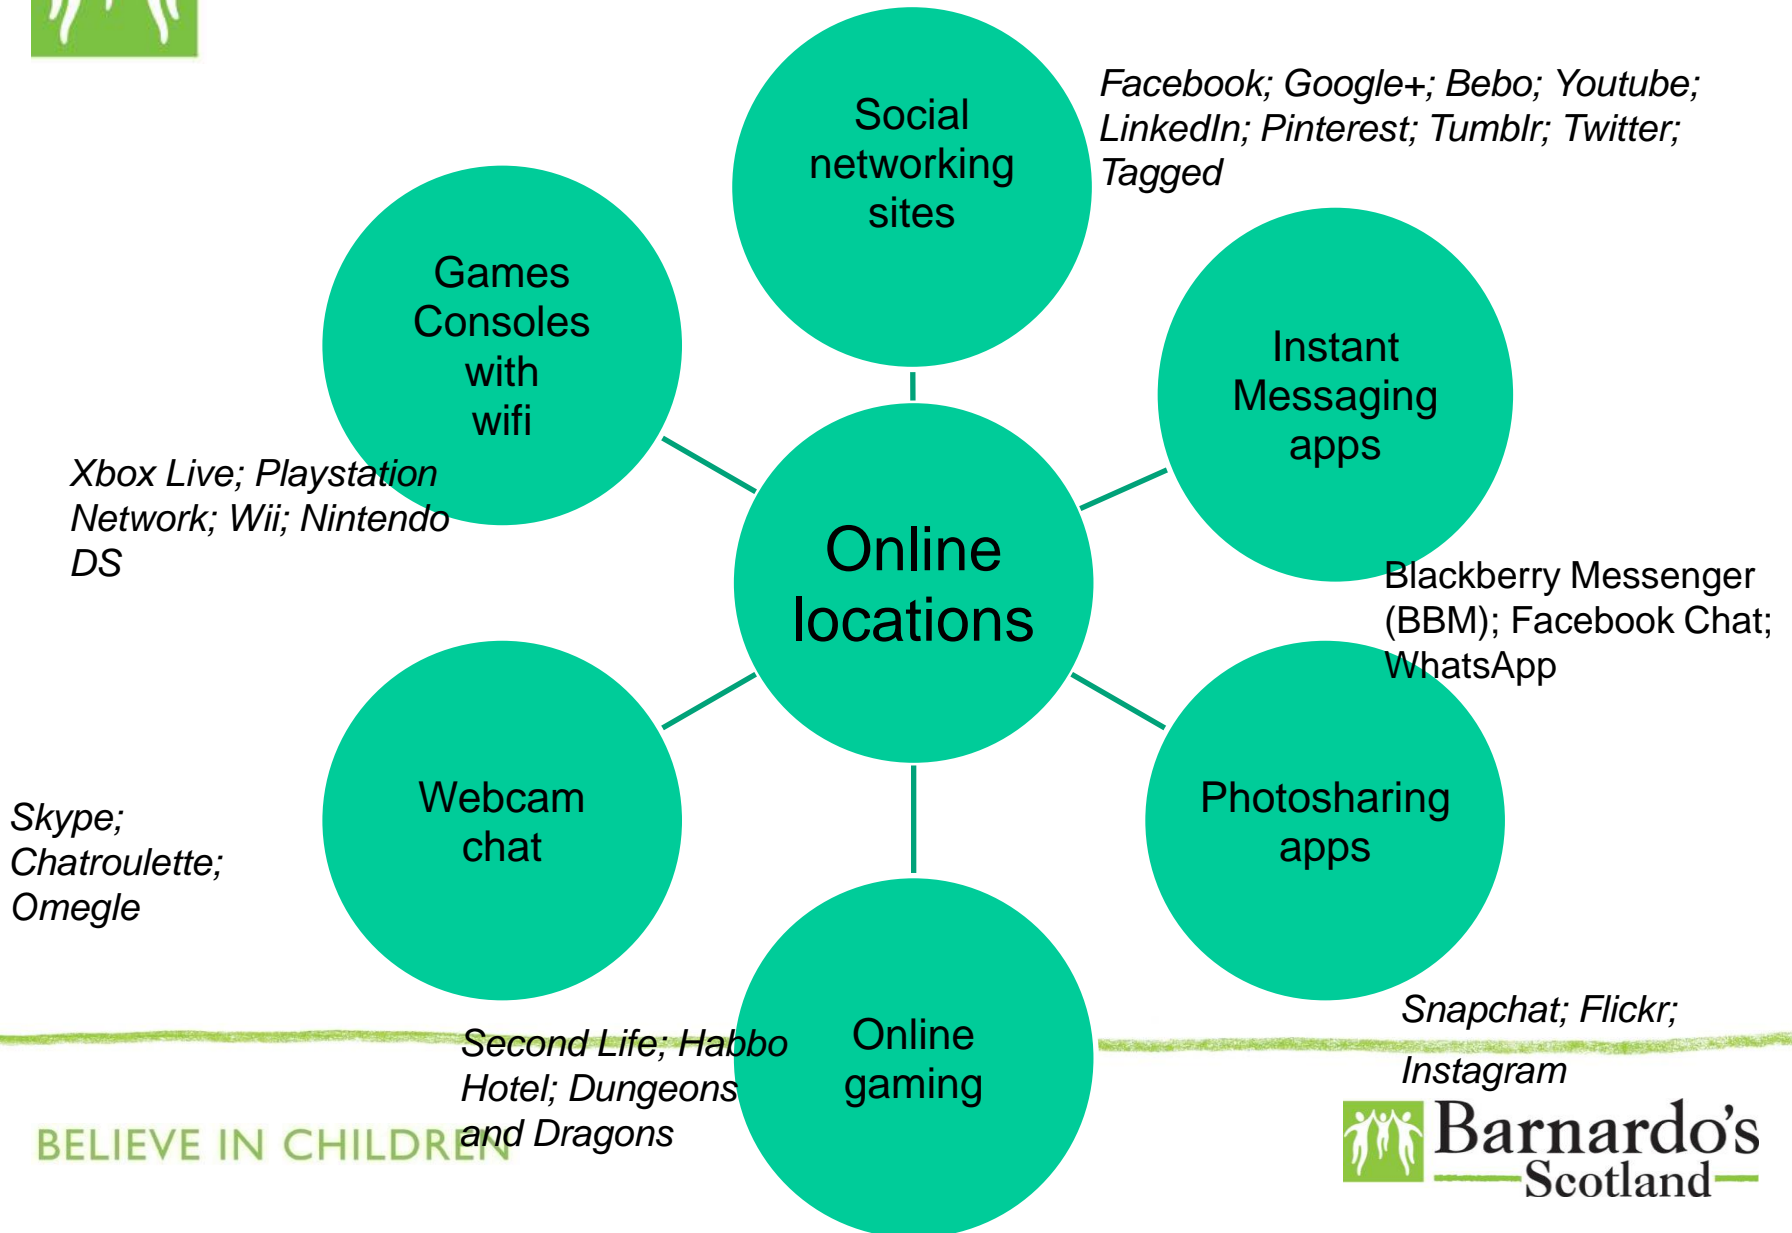 Social
networking
sites
Facebook; Google+; Bebo; Youtube;
LinkedIn; Pinterest; Tumblr; Twitter;
Tagged
Games
Consoles
with
wifi
Xbox Live; Playstation
Network; Wii; Nintendo
DS
Instant
Messaging
apps
Blackberry Messenger
(BBM); Facebook Chat;
WhatsApp
Online
locations
Webcam
chat
Skype;
Chatroulette;
Omegle
Photosharing
apps
Snapchat; Flickr;
Instagram
Online
gaming
Second Life; Habbo
Hotel; Dungeons
and Dragons
BELIEVE IN CHILDREN
Barnardo's
Scotland